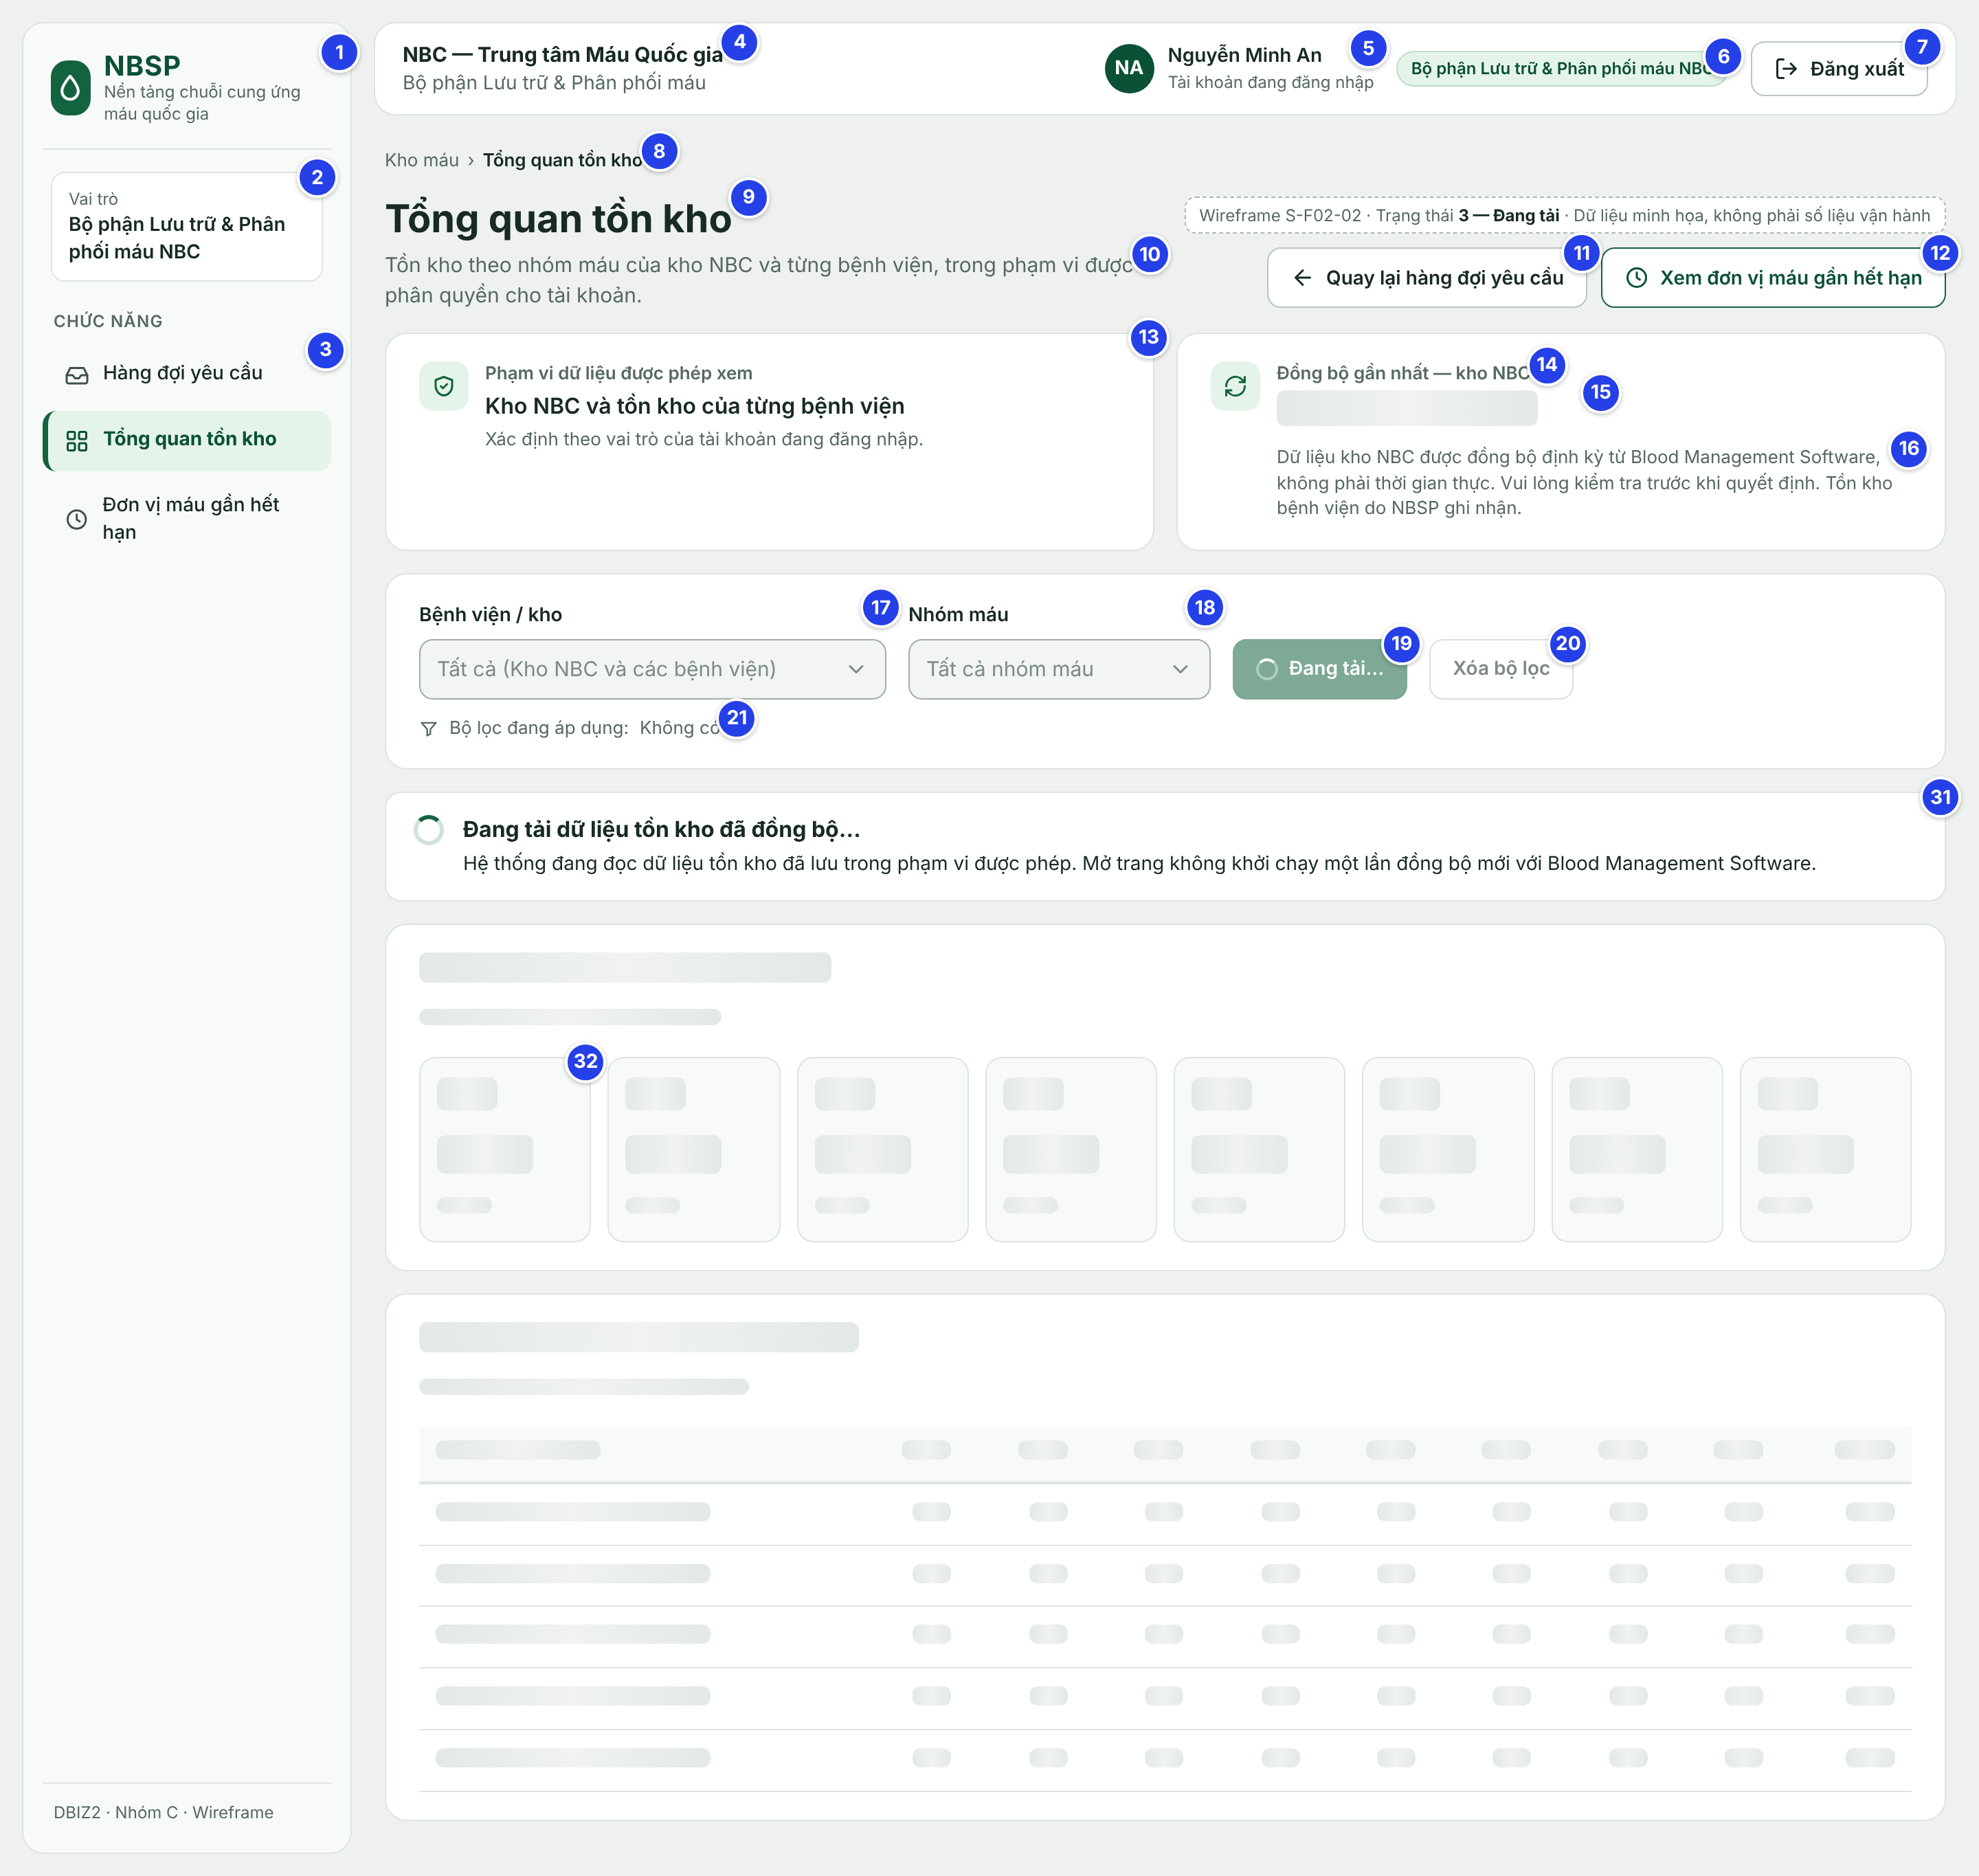 NBSP
Nền tảng chuỗi cung ứng
máu quốc gia
1
Vai trò
Bộ phận Lưu trữ & Phân
phối máu NBC
2
CHỨC NĂNG
3
Hàng đợi yêu cầu
Tổng quan tồn kho
Đơn vị máu gần hết
hạn
DBIZ2 · Nhóm C · Wireframe
NBC — Trung tâm Máu Quốc gia
4
Bộ phận Lưu trữ & Phân phối máu
NA
Nguyễn Minh An
5
Tài khoản đang đăng nhập
Bộ phận Lưu trữ & Phân phối máu NBC
6
Đăng xuất
7
Kho máu › Tổng quan tồn kho
8
Tổng quan tồn kho
9
Tồn kho theo nhóm máu của kho NBC và từng bệnh viện, trong phạm vi được
phân quyền cho tài khoản.
10
Wireframe S-F02-02 · Trạng thái 3 — Đang tải · Dữ liệu minh họa, không phải số liệu vận hành
Quay lại hàng đợi yêu cầu
11
Xem đơn vị máu gần hết hạn
12
13
Phạm vi dữ liệu được phép xem
Kho NBC và tồn kho của từng bệnh viện
Xác định theo vai trò của tài khoản đang đăng nhập.
Đồng bộ gần nhất — kho NBC
14
15
Dữ liệu kho NBC được đồng bộ định kỳ từ Blood Management Software,
không phải thời gian thực. Vui lòng kiểm tra trước khi quyết định. Tồn kho
bệnh viện do NBSP ghi nhận.
16
Bệnh viện / kho
17
Nhóm máu
18
Tất cả (Kho NBC và các bệnh viện)
Tất cả nhóm máu
Đang tải...
19
Xóa bộ lọc
20
Bộ lọc đang áp dụng: Không có
21
31
Đang tải dữ liệu tồn kho đã đồng bộ...
Hệ thống đang đọc dữ liệu tồn kho đã lưu trong phạm vi được phép. Mở trang không khởi chạy một lần đồng bộ mới với Blood Management Software.
32